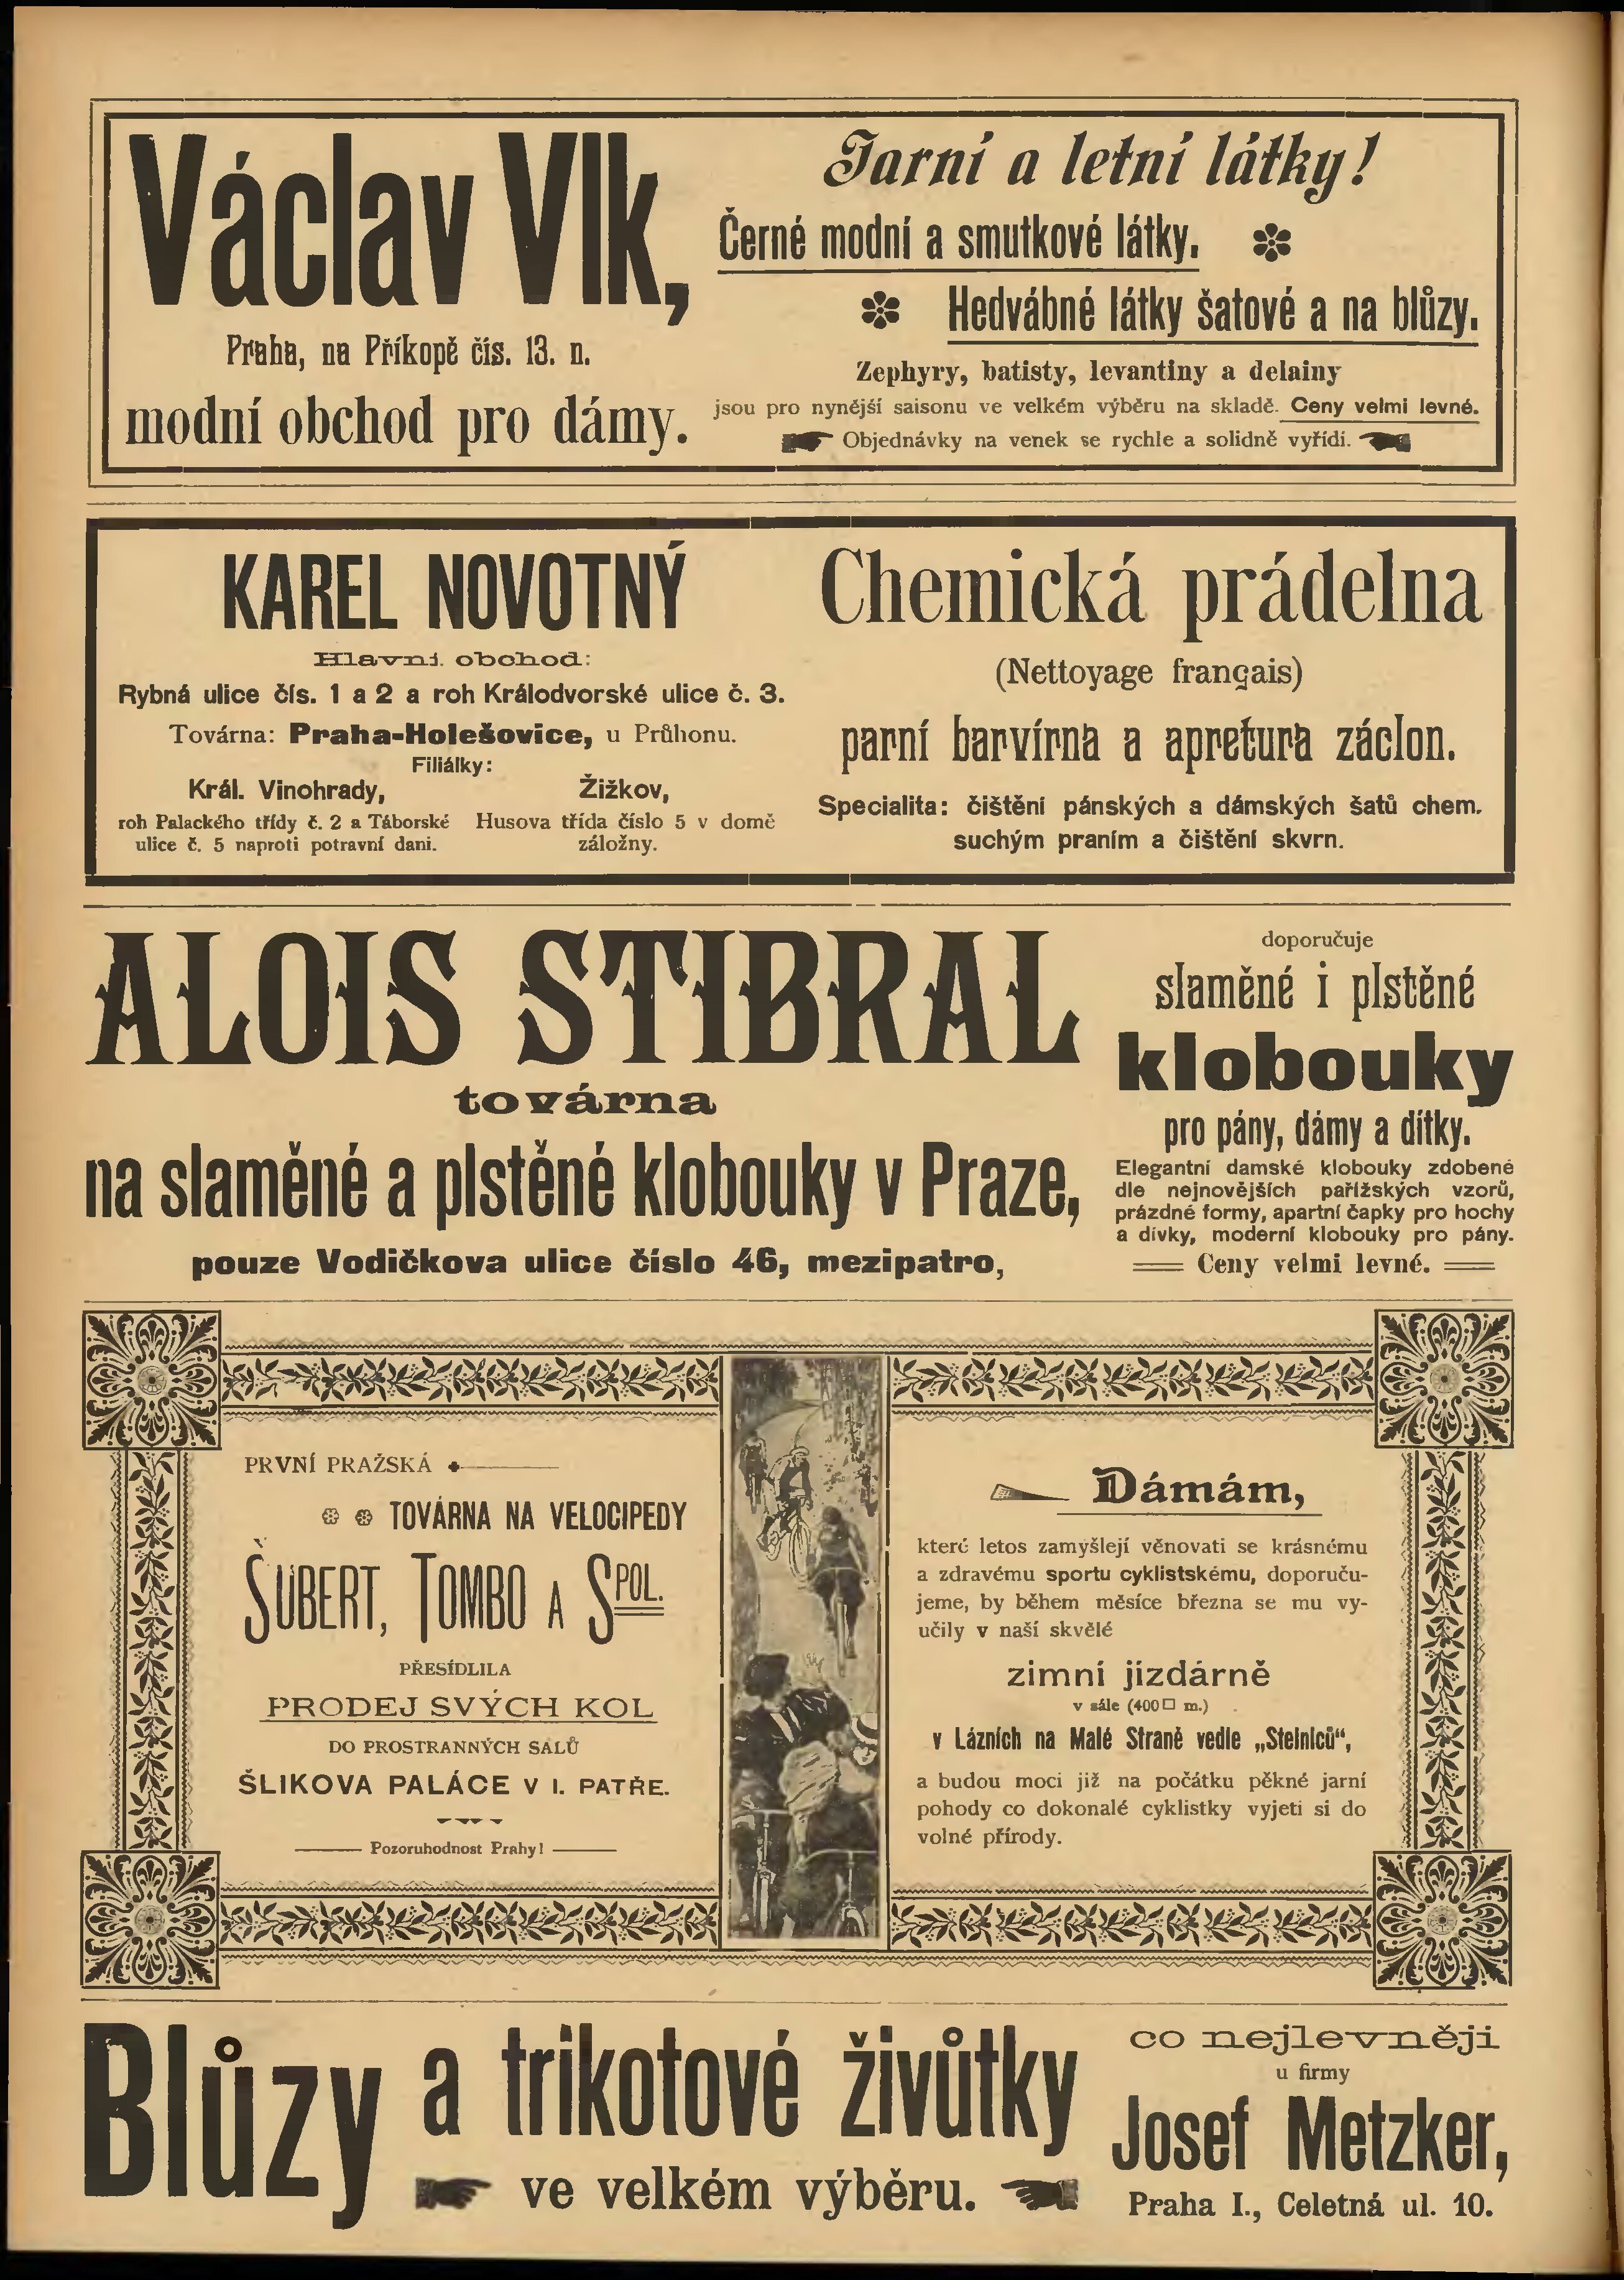 Václav Vlk,
Praha, na Příkopě čís. 13. n.
modní obchod pro dámy.
Jarní a letní látky!
Černé modní a smutkové látky.
Hedvábné látky šatové a na blůzy.
Zephyry, batisty, levantiny a delainy
jsou pro nynější saisonu ve velkém výběru na skladě. Ceny velmi levné.
Objednávky na venek se rychle a solidně vyřídí.
KAREL NOVOTNÝ
Hlavní obchod:
Rybná ulice čís. 1 a 2 a roh Králodvorské ulice č. 3.
Továrna: Praha-Holešovice, u Průhonu.
Filiálky:
Král. Vinohrady,
roh Palackého třídy č. 2 a Táborské
ulice č. 5 naproti potravní dani.
Žižkov,
Husova třída číslo 5 v domě
záložny.
Chemická prádelna
(Nettoyage français)
parní barvírna a apretura záclon.
Specialita: čištění pánských a dámských šatů chem.
suchým praním a čištění skvrn.
ALOIS STIBRAL
továrna
na slaměné a plstěné klobouky v Praze,
pouze Vodičkova ulice číslo 46, mezipatro,
doporučuje
slaměné i plstěné
klobouky
pro pány, dámy a dítky.
Elegantní damské klobouky zdobené
dle nejnovějších pařížských vzorů,
prázdné formy, apartní čapky pro hochy
a dívky, moderní klobouky pro pány.
Ceny velmi levné.
PRVNÍ PRAŽSKÁ
TOVÁRNA NA VELOCIPEDY
ŠUBERT, TOMBO A SPOL.
PŘESÍDLILA
PRODEJ SVÝCH KOL
DO PROSTRANNÝCH SÁLŮ
ŠLIKOVA PALÁCE V I. PATŘE.
Pozoruhodnost Prahy!
Dámám,
které letos zamyšlejí věnovati se krásnému
a zdravému sportu cyklistskému, doporuču-
jeme, by během měsíce března se mu vy-
učily v naší skvělé
zimní jízdárně
v sále (400 □ m.)
v Lázních na Malé Straně vedle „Steiniců“,
a budou moci již na počátku pěkné jarní
pohody co dokonalé cyklistky vyjeti si do
volné přírody.
Blůzy a trikotové živůtky
ve velkém výběru.
co nejlevněji
u firmy
Josef Metzker,
Praha I., Celetná ul. 10.